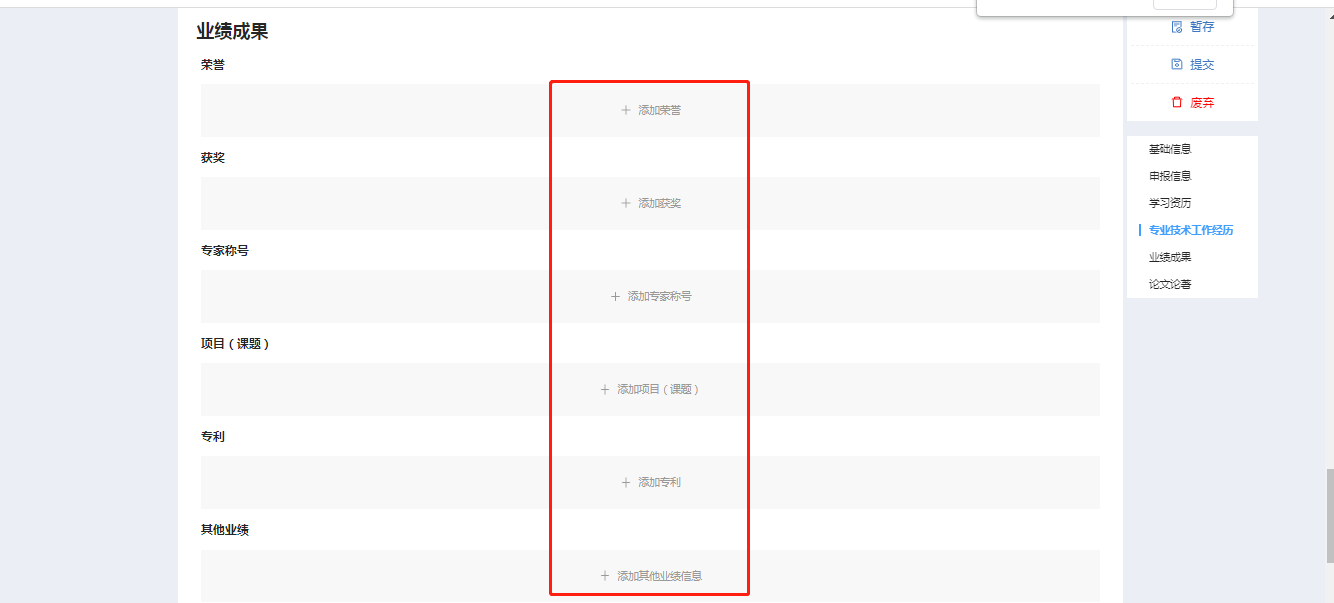 业绩成果
荣誉
+ 添加荣誉
获奖
+ 添加获奖
专家称号
+ 添加专家称号
项目（课题）
+ 添加项目（课题）
专利
+ 添加专利
其他业绩
+ 添加其他业绩信息
暂存
提交
废弃
基础信息
申报信息
学习资历
专业技术工作经历
业绩成果
论文论著